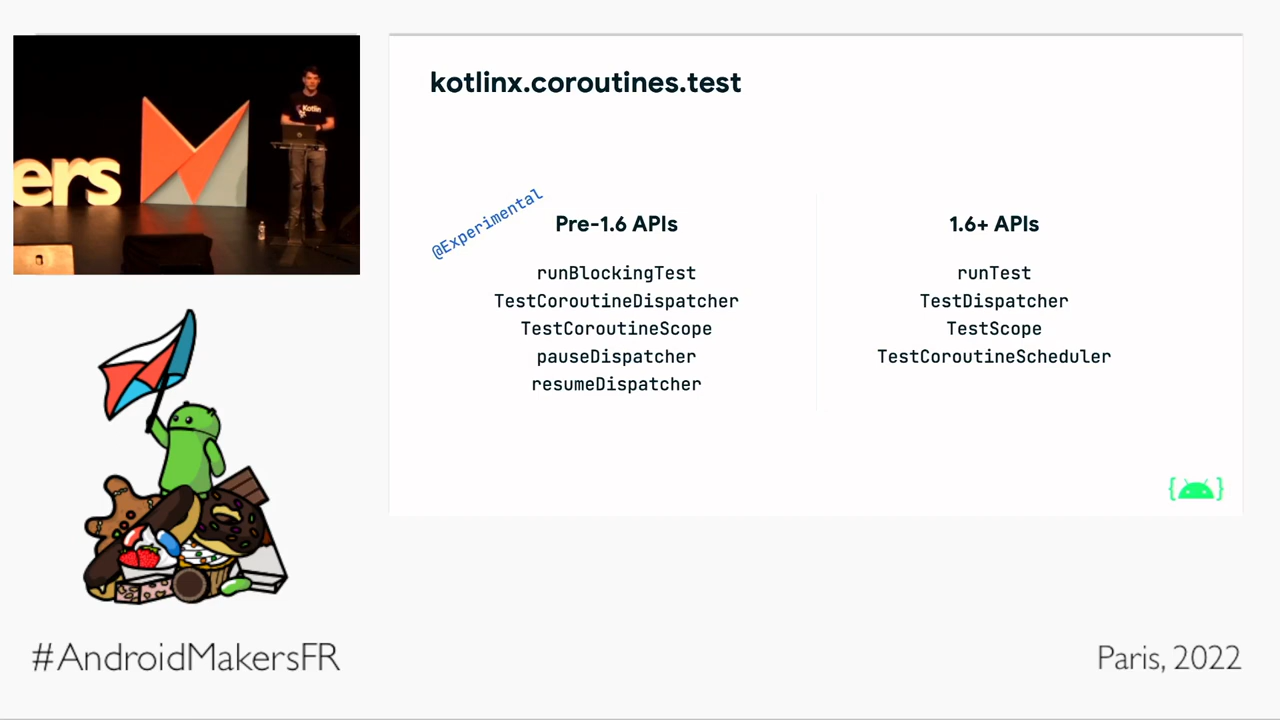 ers
Kotlin
kotlinx.coroutines.test
@Experimental
Pre-1.6 APIs
runBlockingTest
TestCoroutineDispatcher
TestCoroutineScope
pauseDispatcher
resumeDispatcher
1.6+ APIs
runTest
TestDispatcher
TestScope
TestCoroutineScheduler
#AndroidMakersFR
Paris, 2022